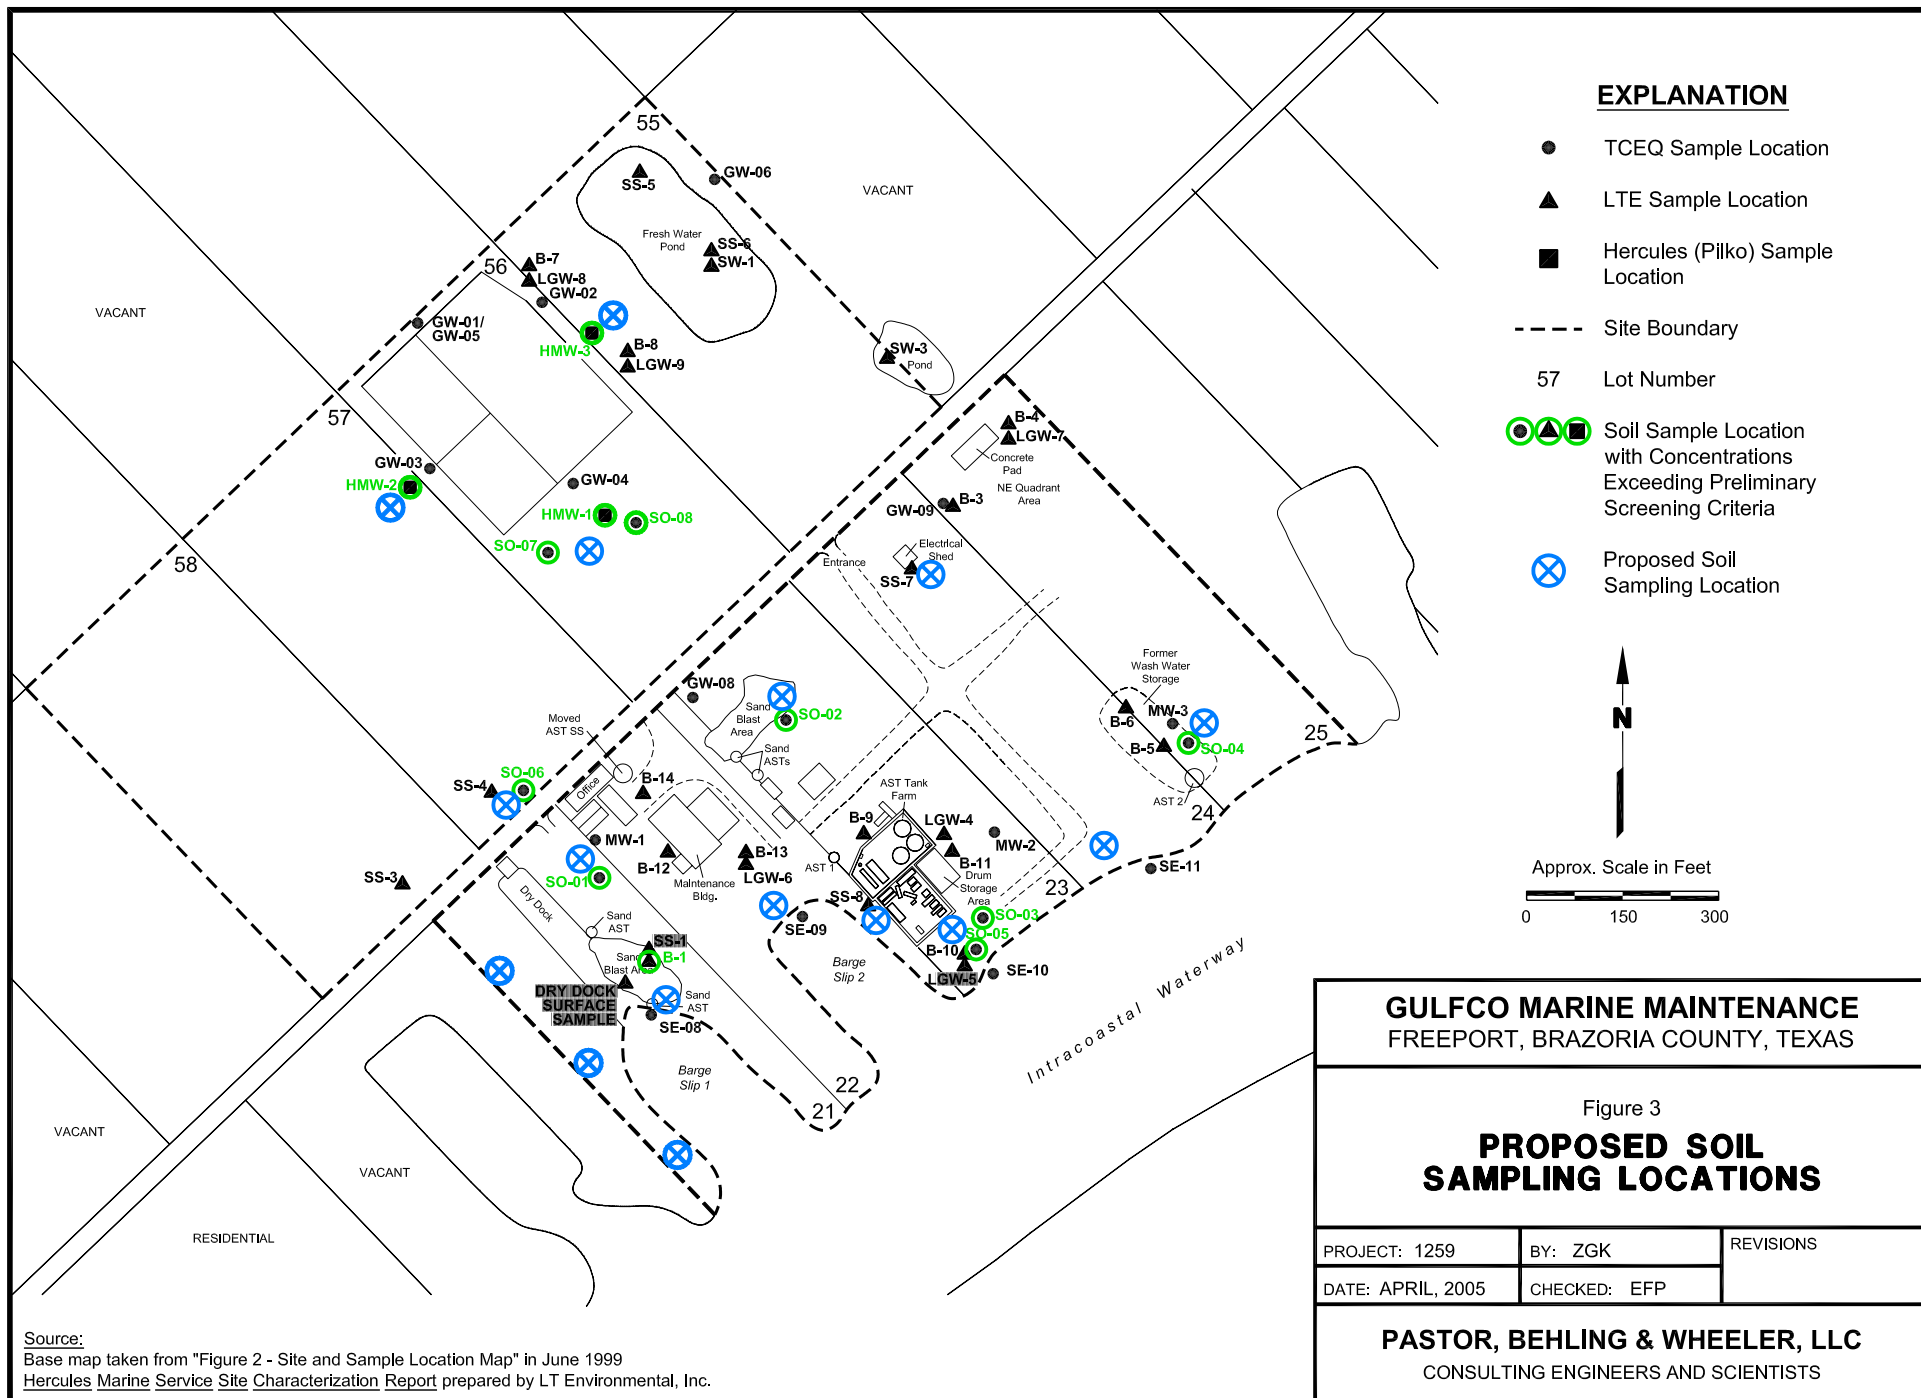 55
SS-5
GW-06
VACANT
Fresh Water
Pond
SS-6
SW-1
B-7
LGW-8
56
GW-02
VACANT
GW-01/
GW-05
HMW-3
B-8
LGW-9
SW-3
Pond
57
B-4
LGW-7
Concrete
Pad
NE Quadrant
Area
GW-03
HMW-2
GW-04
HMW-1
SO-08
SO-07
58
GW-09
B-3
Electrical
Shed
Entrance
SS-7
Former
Wash Water
Storage
B-6
MW-3
B-5
SO-04
25
AST 2
24
GW-08
Sand
Blast
Area
SO-02
Sand
ASTs
Moved
AST SS
SO-06
SS-4
Office
B-14
AST Tank
Farm
B-9
LGW-4
MW-2
B-11
Drum
Storage
Area
MW-1
B-12
B-13
LGW-6
AST 1
Maintenance
Bldg.
SS-3
SO-01
Dry Dock
SS-8
23
SE-11
SO-03
SO-05
SE-09
B-10
LGW-5
SE-10
Sand
AST
SS-1
Sand
Blast Area
B-1
Barge
Slip 2
DRY DOCK
SURFACE
SAMPLE
Sand
AST
SE-08
Intracoastal Waterway
Barge
Slip 1
22
21
VACANT
VACANT
RESIDENTIAL
EXPLANATION
TCEQ Sample Location
LTE Sample Location
Hercules (Pilko) Sample
Location
Site Boundary
57 Lot Number
Soil Sample Location
with Concentrations
Exceeding Preliminary
Screening Criteria
Proposed Soil
Sampling Location
N
Approx. Scale in Feet
0 150 300
GULFCO MARINE MAINTENANCE
FREEPORT, BRAZORIA COUNTY, TEXAS
Figure 3
PROPOSED SOIL
SAMPLING LOCATIONS
PROJECT: 1259 BY: ZGK REVISIONS
DATE: APRIL, 2005 CHECKED: EFP
PASTOR, BEHLING & WHEELER, LLC
CONSULTING ENGINEERS AND SCIENTISTS
Source:
Base map taken from "Figure 2 - Site and Sample Location Map" in June 1999
Hercules Marine Service Site Characterization Report prepared by LT Environmental, Inc.